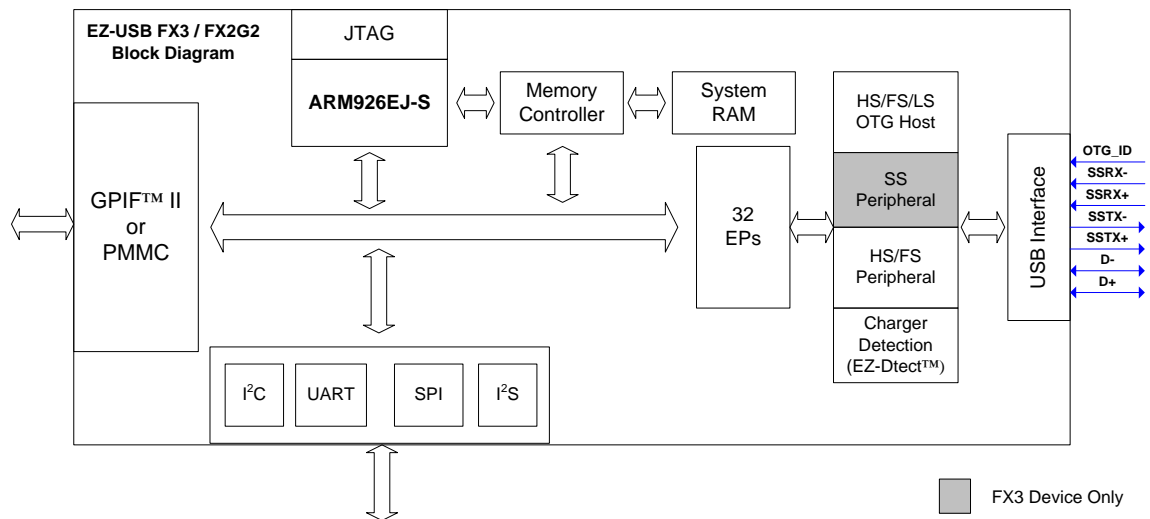 EZ-USB FX3 / FX2G2
Block Diagram
JTAG
ARM926EJ-S
Memory
Controller
System
RAM
HS/FS/LS
OTG Host
GPIF™ II
or
PMMC
32
EPs
SS
Peripheral
HS/FS
Peripheral
Charger
Detection
(EZ-Dtect™)
USB Interface
OTG_ID
SSRX-
SSRX+
SSTX-
SSTX+
D-
D+
I²C
UART
SPI
I²S
FX3 Device Only